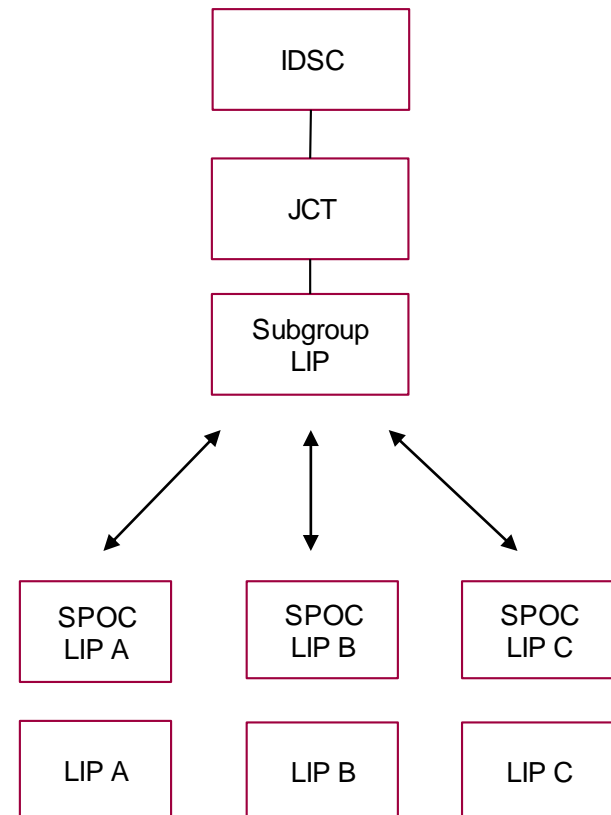 IDSC
JCT
Subgroup
LIP
SPOC
LIP A
SPOC
LIP B
SPOC
LIP C
LIP A
LIP B
LIP C